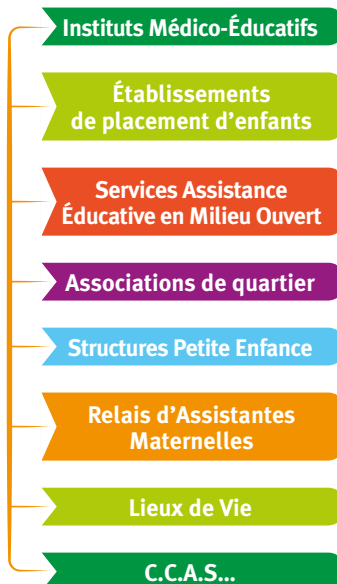 Instituts Médico-Éducatifs
Établissements
de placement d’enfants
Services Assistance
Éducative en Milieu Ouvert
Associations de quartier
Structures Petite Enfance
Relais d’Assistantes
Maternelles
Lieux de Vie
C.C.A.S...